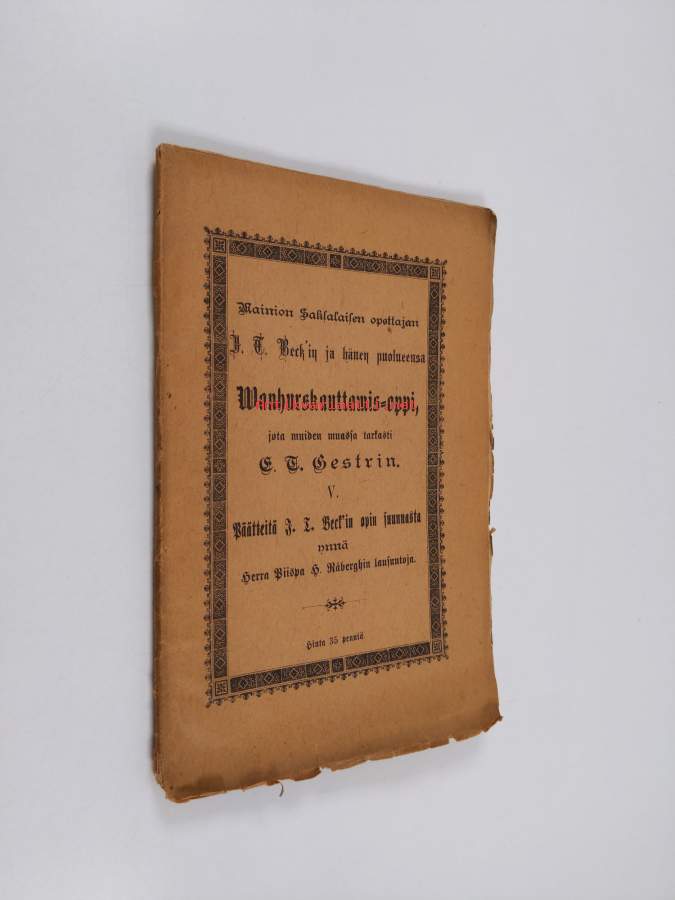 Mainion Saksalaisen opettajan
J. T. Beck'in ja hänen puolueensa
Wanhurskauttamis-oppi,
jota muiden muassa tarkasti
E. T. Gestrin.
V.
Päätteitä J. T. Beck'in opin suunnasta
ynnä
Herra Piispa H. Råberghin lausuntoja.
Hinta 35 penniä